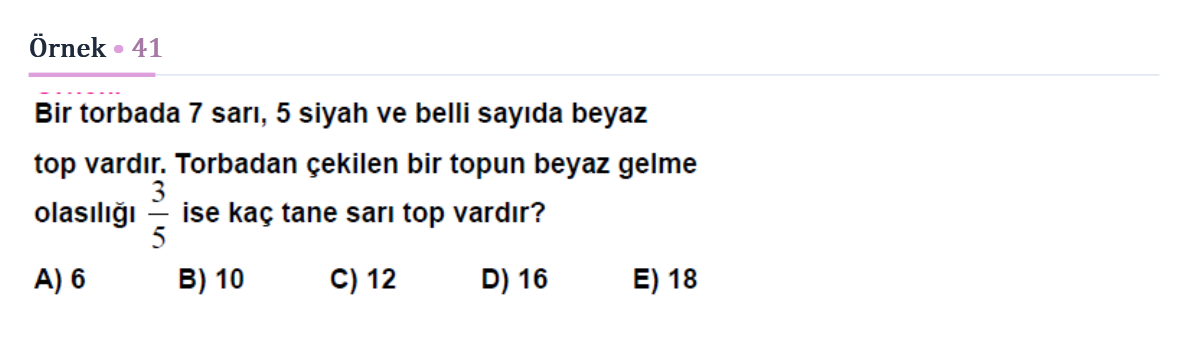 Örnek • 41
Bir torbada 7 sarı, 5 siyah ve belli sayıda beyaz
top vardır. Torbadan çekilen bir topun beyaz gelme
olasılığı 3/5 ise kaç tane sarı top vardır?
A) 6 B) 10 C) 12 D) 16 E) 18